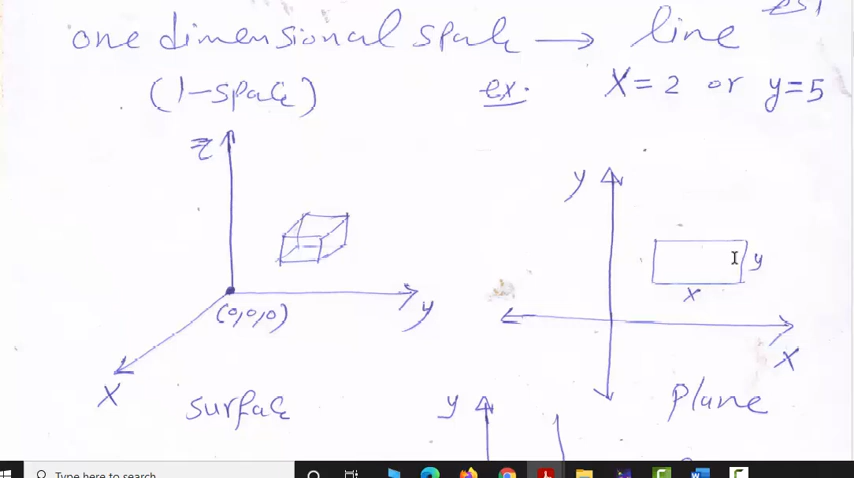 one dimensional space → line
(1-space) ex. X=2 or y=5
z
y
y
x
(0,0,0)
y
X
X
surface
y
plane
Type here to search